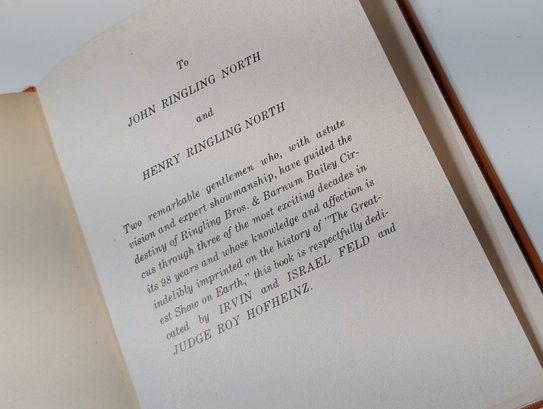 To
JOHN RINGLING NORTH
and
HENRY RINGLING NORTH
Two remarkable gentlemen who, with astute
vision and expert showmanship, have guided the
destiny of Ringling Bros. & Barnum Bailey Cir-
cus through three of the most exciting decades in
its 98 years and whose knowledge and affection is
indelibly imprinted on the history of "The Great-
est Show on Earth," this book is respectfully dedi-
cated by IRVIN and ISRAEL FELD and
JUDGE ROY HOFHEINZ.